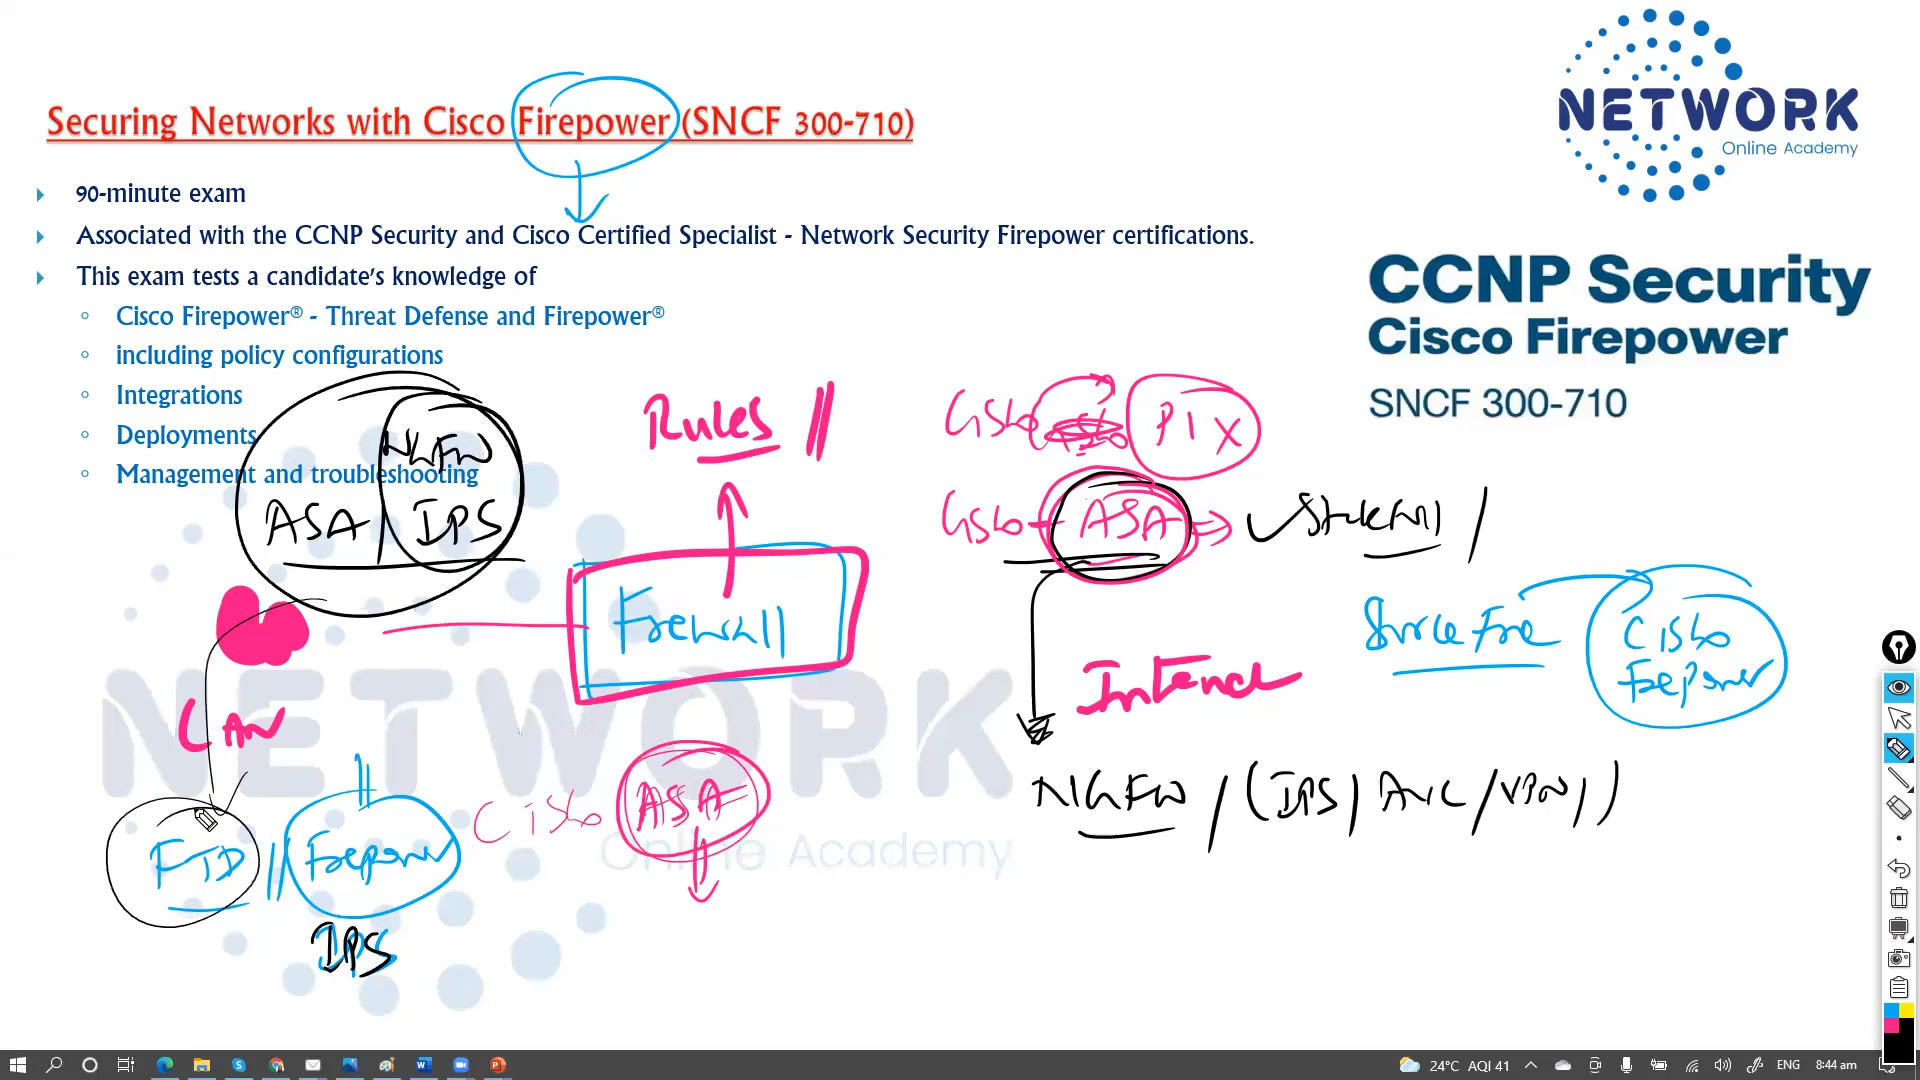 NETWORK
Online Academy
Securing Networks with Cisco Firepower (SNCF 300-710)
90-minute exam
Associated with the CCNP Security and Cisco Certified Specialist - Network Security Firepower certifications.
This exam tests a candidate's knowledge of
Cisco Firepower® - Threat Defense and Firepower®
including policy configurations
Integrations
Deployments
Management and troubleshooting
CCNP Security
Cisco Firepower
SNCF 300-710
Rules
PIX
NGFW
ASA / IPS
ASA
Firewall
Cisco
Firepower
LAN
Cisco ASA
NGFW / (IPS /
FTD // Firepower
IPS
NETWORK
Online Academy
24°C AQI 41
ENG
8:44 am